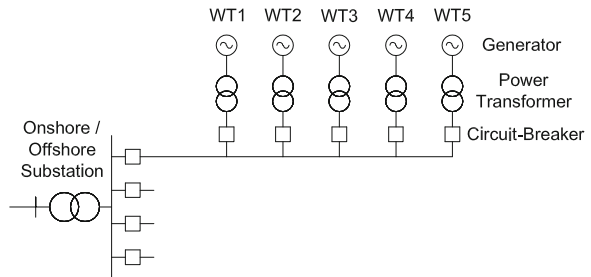 WT1 WT2 WT3 WT4 WT5
Generator
Power
Transformer
Circuit-Breaker
Onshore /
Offshore
Substation